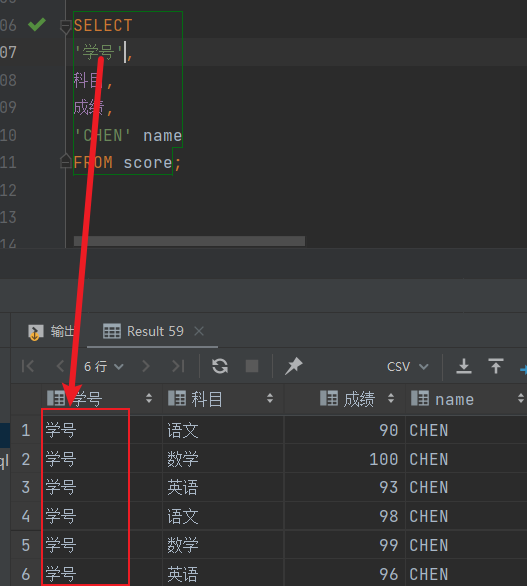 06 SELECT
07 '学号',
08 科目,
09 成绩,
10 'CHEN' name
11 FROM score;
12
13
14
输出 Result 59
6 行 CSV
学号 科目 成绩 name
1 学号 语文 90 CHEN
2 学号 数学 100 CHEN
3 学号 英语 93 CHEN
4 学号 语文 98 CHEN
5 学号 数学 99 CHEN
6 学号 英语 96 CHEN
ql